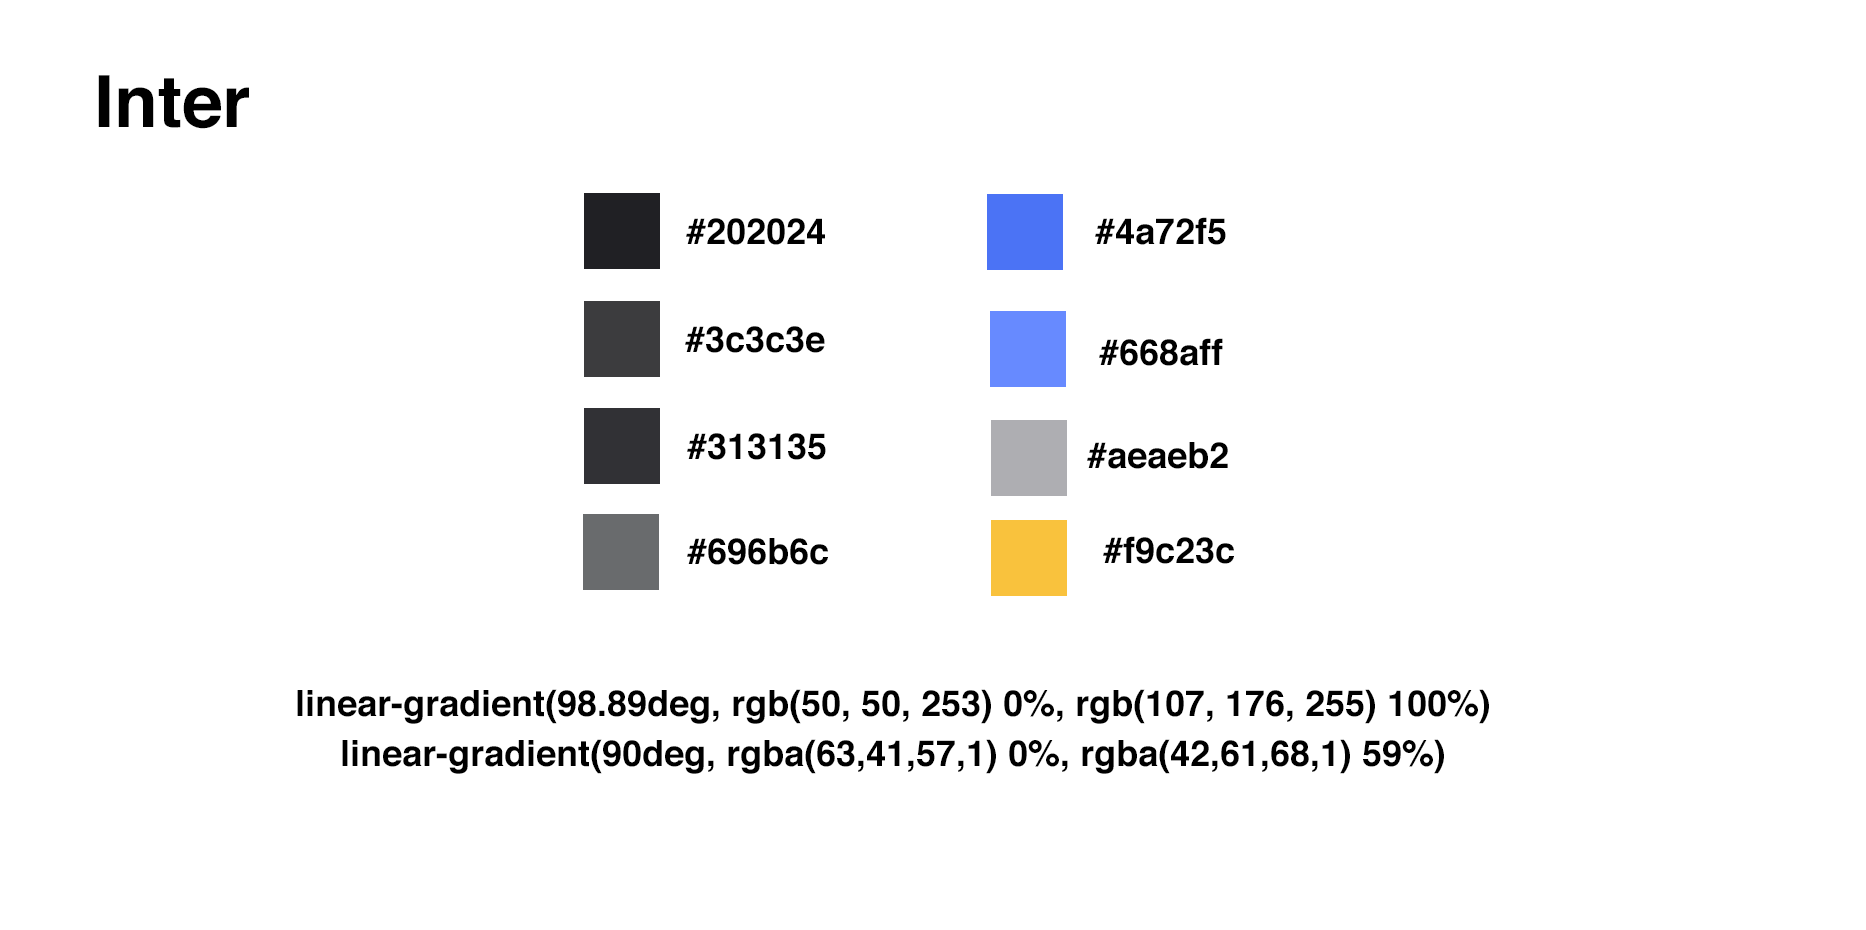 Inter
#202024
#4a72f5
#3c3c3e
#668aff
#313135
#aeaeb2
#696b6c
#f9c23c
linear-gradient(98.89deg, rgb(50, 50, 253) 0%, rgb(107, 176, 255) 100%)
linear-gradient(90deg, rgba(63,41,57,1) 0%, rgba(42,61,68,1) 59%)